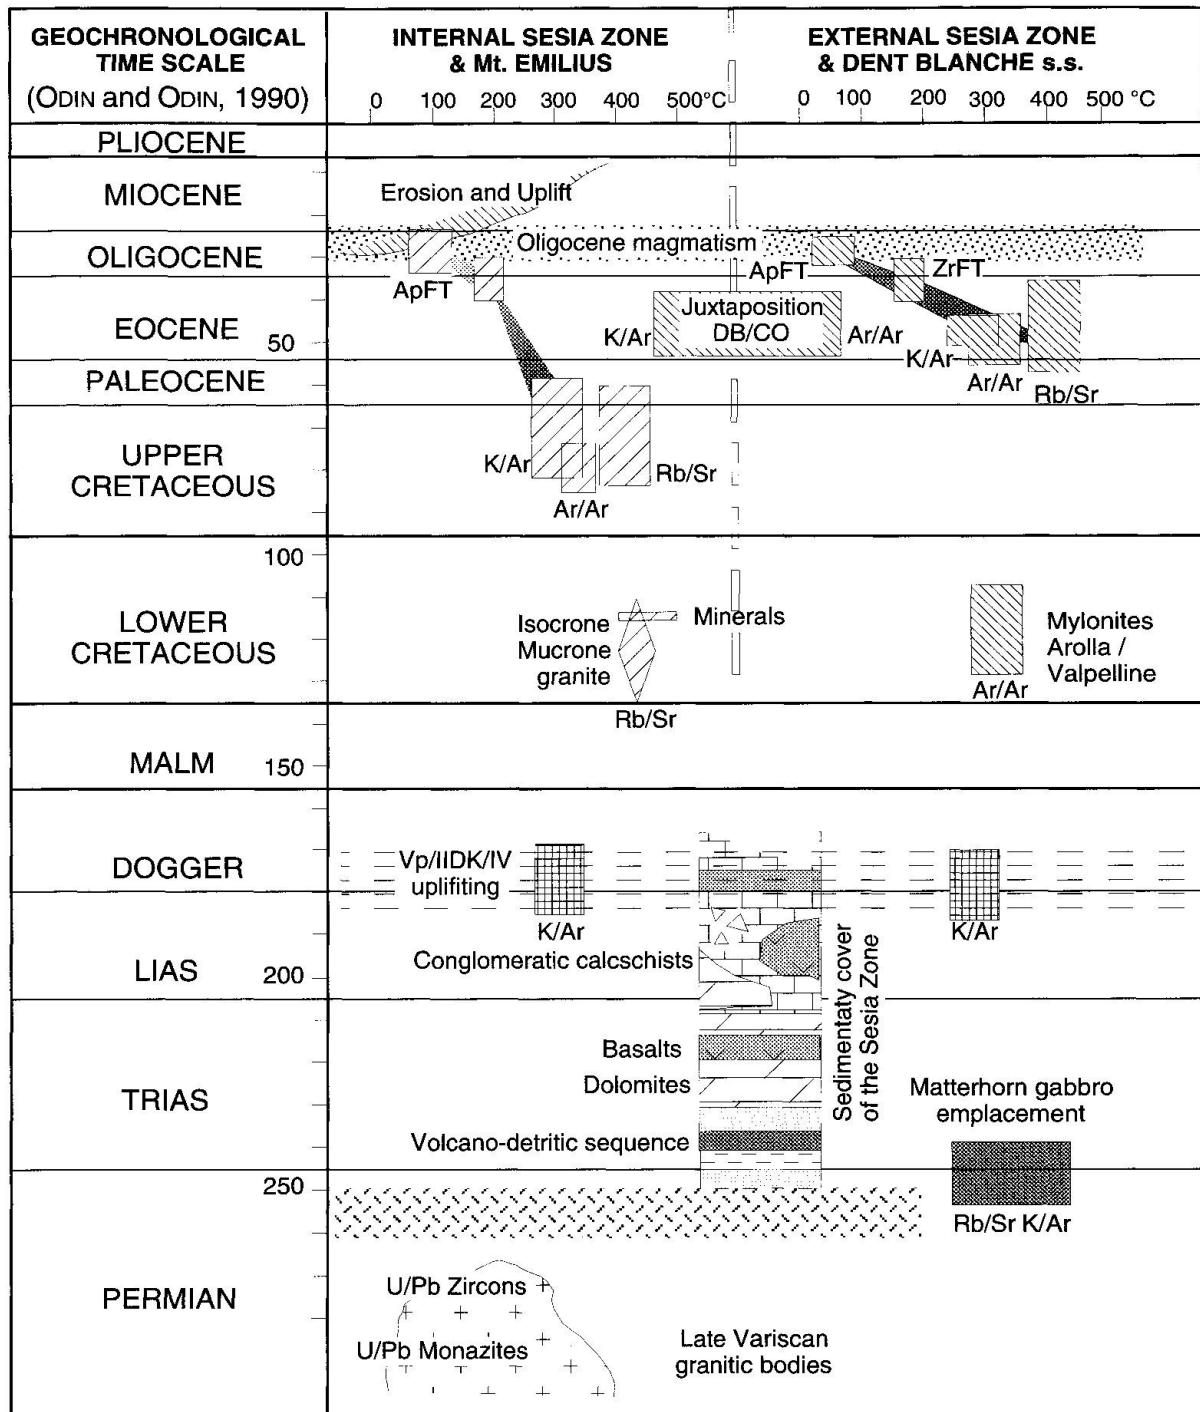 GEOCHRONOLOGICAL
TIME SCALE
(ODIN and ODIN, 1990)
INTERNAL SESIA ZONE
& Mt. EMILIUS
0 100 200 300 400 500°C
EXTERNAL SESIA ZONE
& DENT BLANCHE s.s.
0 100 200 300 400 500 °C
PLIOCENE
MIOCENE
Erosion and Uplift
OLIGOCENE
Oligocene magmatism
ApFT
ApFT
ZrFT
EOCENE
50
Juxtaposition
DB/CO
K/Ar
Ar/Ar
K/Ar
Ar/Ar
Rb/Sr
PALEOCENE
UPPER
CRETACEOUS
K/Ar
Ar/Ar
Rb/Sr
100
LOWER
CRETACEOUS
Isocrone
Mucrone
granite
Minerals
Rb/Sr
Mylonites
Arolla /
Valpelline
Ar/Ar
MALM
150
DOGGER
Vp/IIDK/IV
uplifiting
K/Ar
K/Ar
LIAS
200
Conglomeratic calcschists
Sedimentaty cover
of the Sesia Zone
TRIAS
Basalts
Dolomites
Volcano-detritic sequence
Matterhorn gabbro
emplacement
Rb/Sr K/Ar
250
PERMIAN
U/Pb Zircons
U/Pb Monazites
Late Variscan
granitic bodies